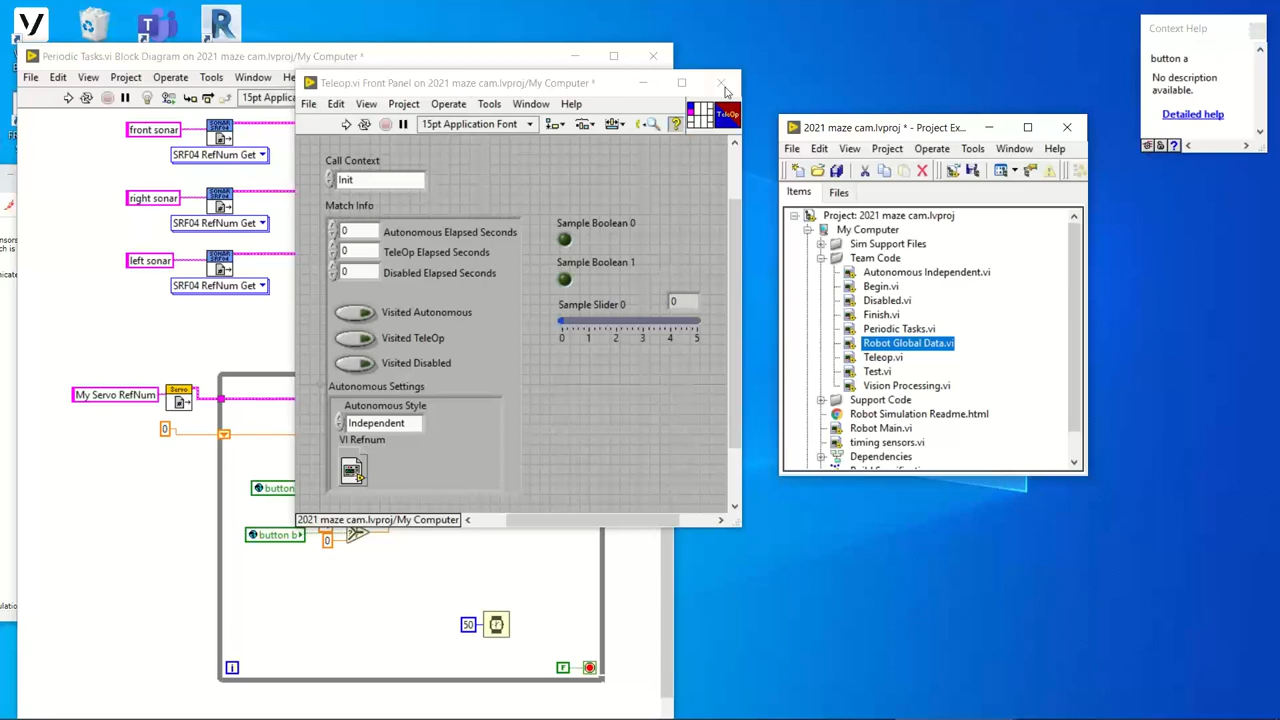 Periodic Tasks.vi Block Diagram on 2021 maze cam.lvproj/My Computer *
File Edit View Project Operate Tools Window H
15pt Applicati
front sonar
SRF04 RefNum Get
right sonar
SRF04 RefNum Get
left sonar
SRF04 RefNum Get
My Servo RefNum
Servo
0
button
button b
0
50
i
F
Teleop.vi Front Panel on 2021 maze cam.lvproj/My Computer *
File Edit View Project Operate Tools Window Help
15pt Application Font
TeleOp
Call Context
Init
Match Info
0 Autonomous Elapsed Seconds
0 TeleOp Elapsed Seconds
0 Disabled Elapsed Seconds
Visited Autonomous
Visited TeleOp
Visited Disabled
Autonomous Settings
Autonomous Style
Independent
VI Refnum
Sample Boolean 0
Sample Boolean 1
Sample Slider 0
0
0 1 2 3 4 5
2021 maze cam.lvproj/My Computer
2021 maze cam.lvproj * - Project Ex...
File Edit View Project Operate Tools Window Help
Items Files
Project: 2021 maze cam.lvproj
My Computer
Sim Support Files
Team Code
Autonomous Independent.vi
Begin.vi
Disabled.vi
Finish.vi
Periodic Tasks.vi
Robot Global Data.vi
Teleop.vi
Test.vi
Vision Processing.vi
Support Code
Robot Simulation Readme.html
Robot Main.vi
timing sensors.vi
Dependencies
Context Help
button a
No description
available.
Detailed help